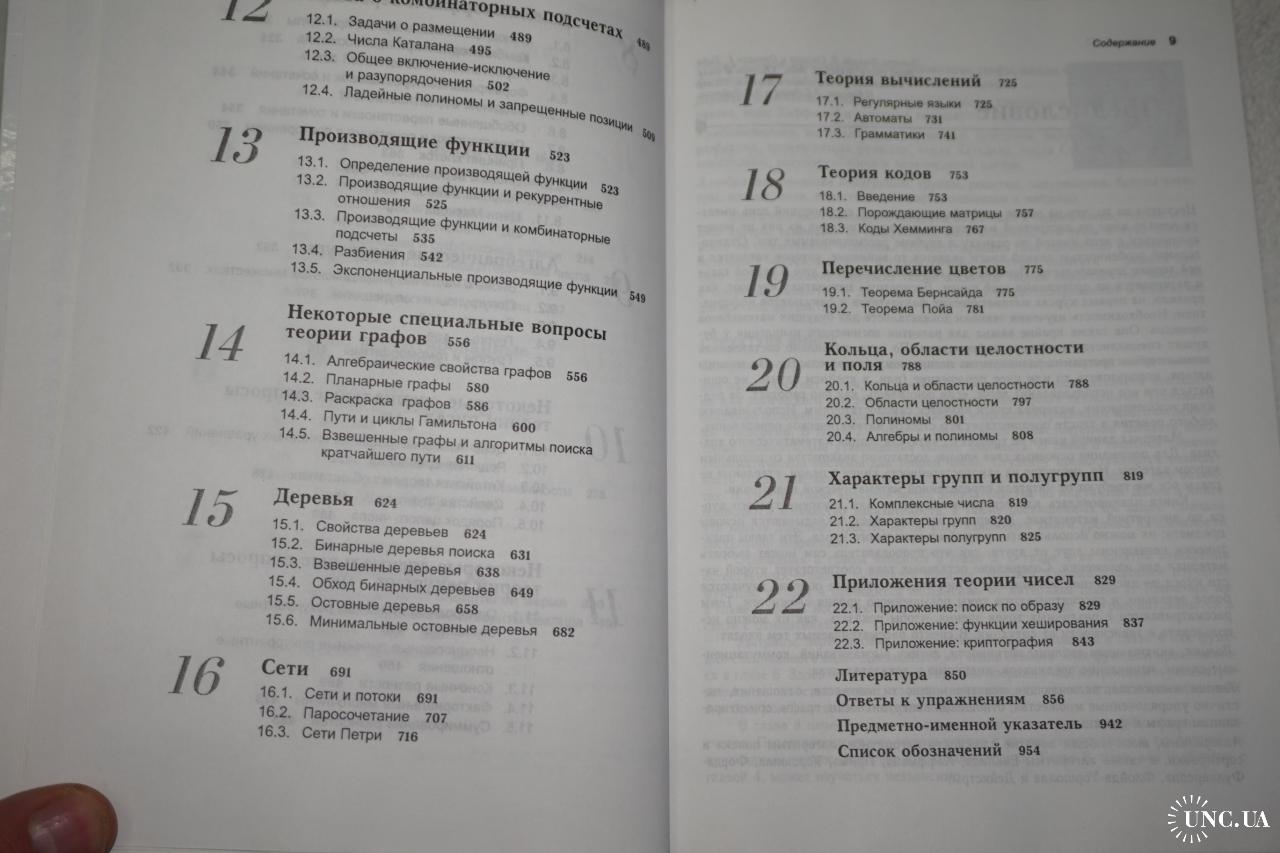 12
о комбинаторных подсчетах 489
12.1. Задачи о размещении 489
12.2. Числа Каталана 495
12.3. Общее включение-исключение
и разупорядочения 502
12.4. Ладейные полиномы и запрещенные позиции 509
13 Производящие функции 523
13.1. Определение производящей функции 523
13.2. Производящие функции и рекуррентные
отношения 525
13.3. Производящие функции и комбинаторные
подсчеты 535
13.4. Разбиения 542
13.5. Экспоненциальные производящие функции 549
14 Некоторые специальные вопросы
теории графов 556
14.1. Алгебраические свойства графов 556
14.2. Планарные графы 580
14.3. Раскраска графов 586
14.4. Пути и циклы Гамильтона 600
14.5. Взвешенные графы и алгоритмы поиска
кратчайшего пути 611
15 Деревья 624
15.1. Свойства деревьев 624
15.2. Бинарные деревья поиска 631
15.3. Взвешенные деревья 638
15.4. Обход бинарных деревьев 649
15.5. Остовные деревья 658
15.6. Минимальные остовные деревья 682
16 Сети 691
16.1. Сети и потоки 691
16.2. Паросочетание 707
16.3. Сети Петри 716
Содержание 9
17 Теория вычислений 725
17.1. Регулярные языки 725
17.2. Автоматы 731
17.3. Грамматики 741
18 Теория кодов 753
18.1. Введение 753
18.2. Порождающие матрицы 757
18.3. Коды Хемминга 767
19 Перечисление цветов 775
19.1. Теорема Бернсайда 775
19.2. Теорема Пойа 781
20 Кольца, области целостности
и поля 788
20.1. Кольца и области целостности 788
20.2. Области целостности 797
20.3. Полиномы 801
20.4. Алгебры и полиномы 808
21 Характеры групп и полугрупп 819
21.1. Комплексные числа 819
21.2. Характеры групп 820
21.3. Характеры полугрупп 825
22 Приложения теории чисел 829
22.1. Приложение: поиск по образу 829
22.2. Приложение: функции хеширования 837
22.3. Приложение: криптография 843
Литература 850
Ответы к упражнениям 856
Предметно-именной указатель 942
Список обозначений 954
UNC.UA